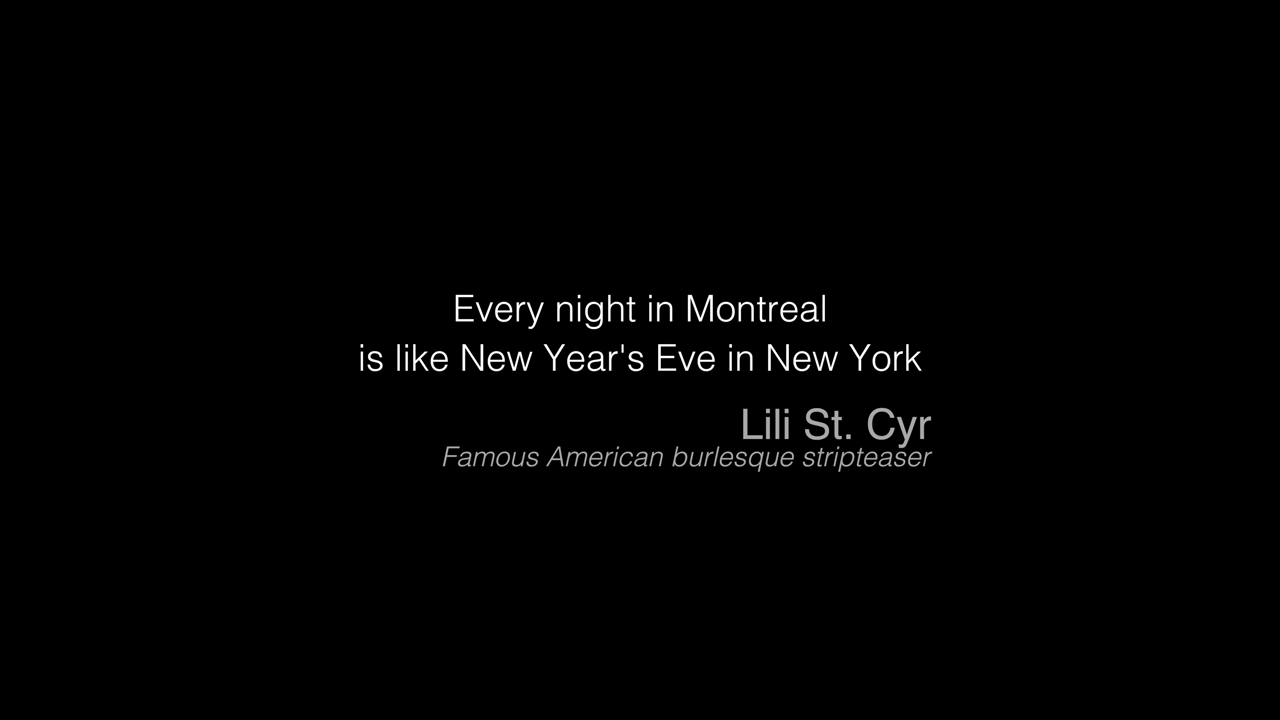 Every night in Montreal
is like New Year's Eve in New York
Lili St. Cyr
Famous American burlesque stripteaser